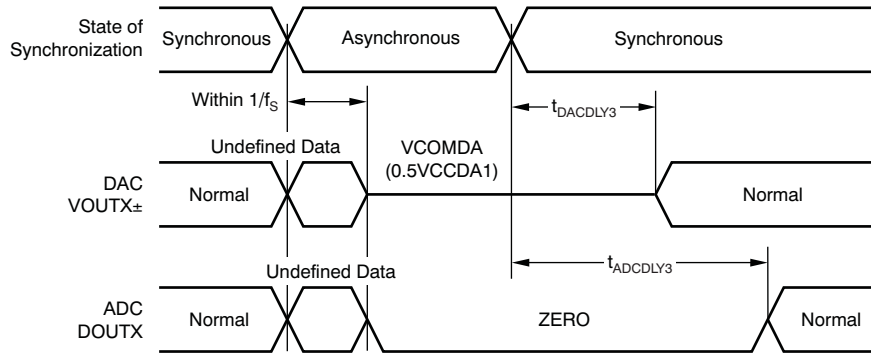 State of
Synchronization
Synchronous
Asynchronous
Synchronous
Within 1/fS
tDACDLY3
Undefined Data
VCOMDA
(0.5VCCDA1)
DAC
VOUTX±
Normal
Normal
tADCDLY3
Undefined Data
ADC
DOUTX
Normal
ZERO
Normal